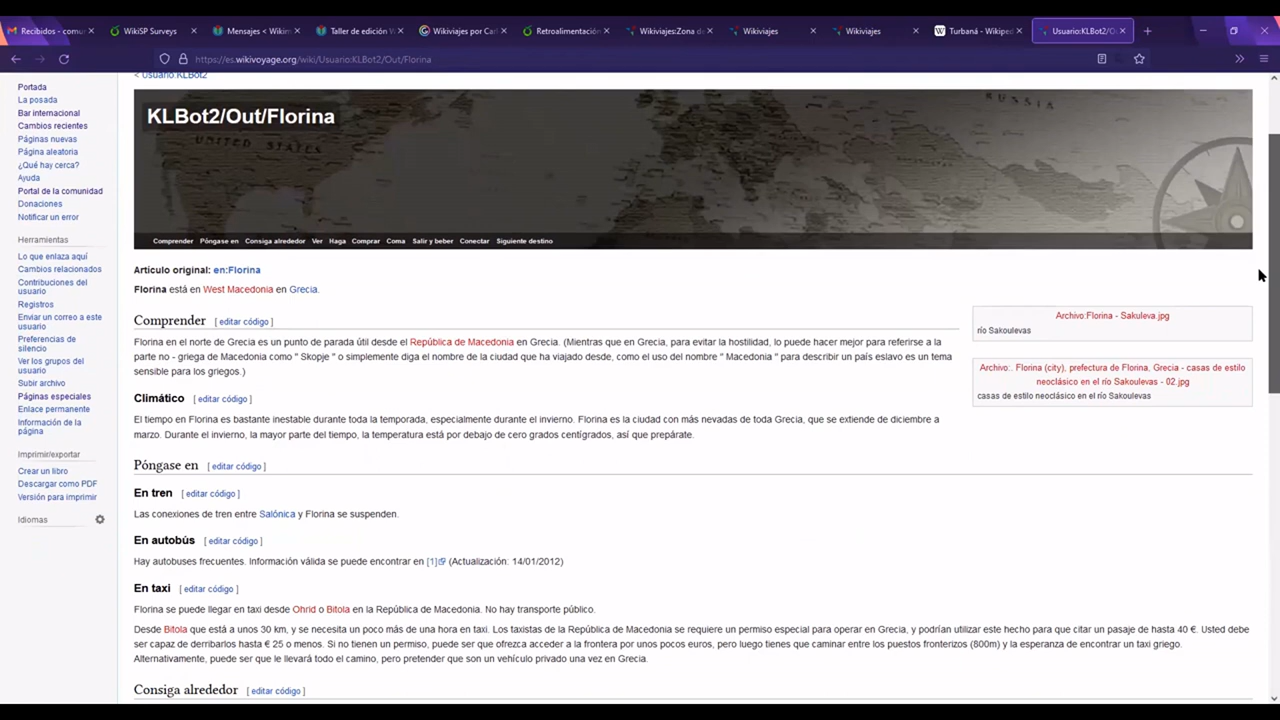 Recibidos - comu
WikiSP Surveys
Mensajes < Wikim
Taller de edición W
Wikiviajes por Carl
Retroalimentación
Wikiviajes:Zona de
Wikiviajes
Wikiviajes
Turbaná - Wikiped
Usuario:KLBot2/O
https://es.wikivoyage.org/wiki/Usuario:KLBot2/Out/Florina
< Usuario:KLBot2
Portada
La posada
Bar internacional
Cambios recientes
Páginas nuevas
Página aleatoria
¿Qué hay cerca?
Ayuda
Portal de la comunidad
Donaciones
Notificar un error
Herramientas
Lo que enlaza aquí
Cambios relacionados
Contribuciones del
usuario
Registros
Enviar un correo a este
usuario
Preferencias de
silencio
Ver los grupos del
usuario
Subir archivo
Páginas especiales
Enlace permanente
Información de la
página
Imprimir/exportar
Crear un libro
Descargar como PDF
Versión para imprimir
Idiomas
KLBot2/Out/Florina
RUSSIA
UNITED STATES
Comprender Póngase en Consiga alrededor Ver Haga Comprar Coma Salir y beber Conectar Siguiente destino
Artículo original: en:Florina
Florina está en West Macedonia en Grecia.
Comprender [ editar código ]
Florina en el norte de Grecia es un punto de parada útil desde el República de Macedonia en Grecia. (Mientras que en Grecia, para evitar la hostilidad, lo puede hacer mejor para referirse a la
parte no - griega de Macedonia como " Skopje " o simplemente diga el nombre de la ciudad que ha viajado desde, como el uso del nombre " Macedonia " para describir un país eslavo es un tema
sensible para los griegos.)
Archivo:Florina - Sakuleva.jpg
río Sakoulevas
Archivo:. Florina (city), prefectura de Florina, Grecia - casas de estilo
neoclásico en el río Sakoulevas - 02.jpg
casas de estilo neoclásico en el río Sakoulevas
Climático [ editar código ]
El tiempo en Florina es bastante inestable durante toda la temporada, especialmente durante el invierno. Florina es la ciudad con más nevadas de toda Grecia, que se extiende de diciembre a
marzo. Durante el invierno, la mayor parte del tiempo, la temperatura está por debajo de cero grados centígrados, así que prepárate.
Póngase en [ editar código ]
En tren [ editar código ]
Las conexiones de tren entre Salónica y Florina se suspenden.
En autobús [ editar código ]
Hay autobuses frecuentes. Información válida se puede encontrar en [1] (Actualización: 14/01/2012)
En taxi [ editar código ]
Florina se puede llegar en taxi desde Ohrid o Bitola en la República de Macedonia. No hay transporte público.
Desde Bitola que está a unos 30 km, y se necesita un poco más de una hora en taxi. Los taxistas de la República de Macedonia se requiere un permiso especial para operar en Grecia, y podrían utilizar este hecho para que citar un pasaje de hasta 40 €. Usted debe
ser capaz de derribarlos hasta € 25 o menos. Si no tienen un permiso, puede ser que ofrezca acceder a la frontera por unos pocos euros, pero luego tienes que caminar entre los puestos fronterizos (800m) y la esperanza de encontrar un taxi griego.
Alternativamente, puede ser que le llevará todo el camino, pero pretender que son un vehículo privado una vez en Grecia.
Consiga alrededor [ editar código ]